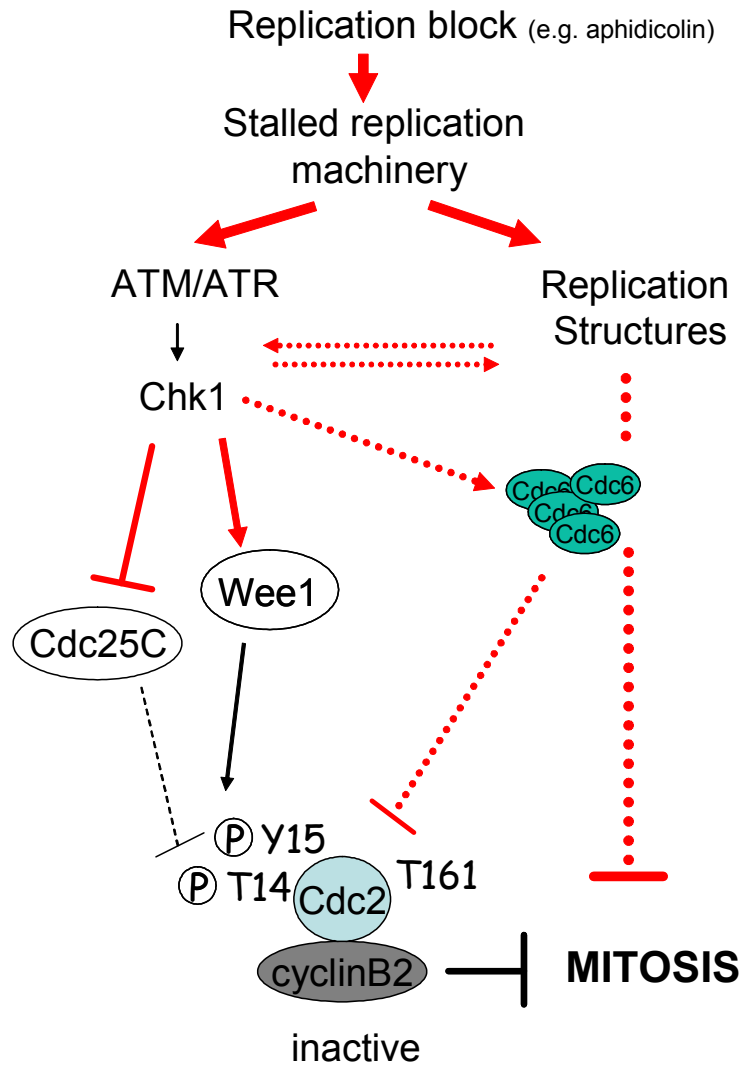 Replication block (e.g. aphidicolin)
Stalled replication
machinery
ATM/ATR
Replication
Structures
Chk1
Cdc6
Cdc6
Cdc6
Cdc6
Wee1
Cdc25C
P Y15
P T14
T161
Cdc2
cyclinB2
MITOSIS
inactive